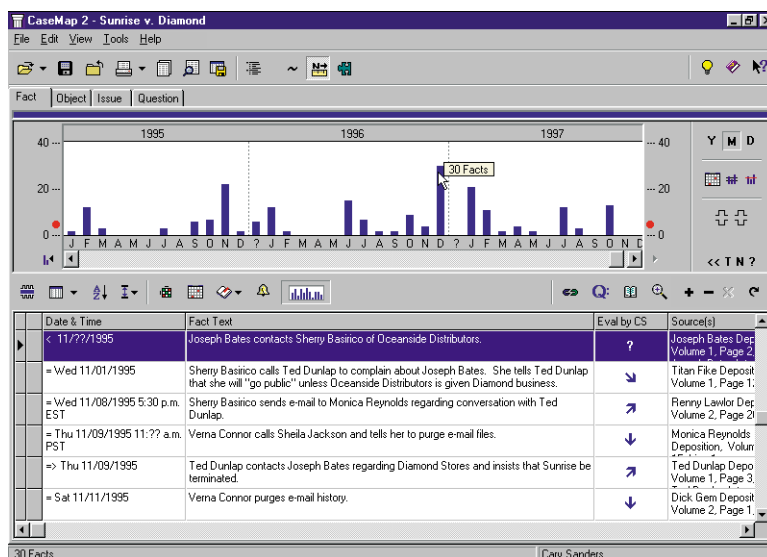 CaseMap 2 - Sunrise v. Diamond
File Edit View Tools Help
Fact Object Issue Question
1995 1996 1997
40 40
30 Facts
20 20
0 0
J F M A M J J A S O N D ? J F M A M J J A S O N D ? J F M A M J J A S O N D
Y M D
<< T N ?
Date & Time Fact Text Eval by CS Source(s)
< 11/??/1995 Joseph Bates contacts Sherry Basirico of Oceanside Distributors. ? Joseph Bates Dep
Volume 1, Page 2,
= Wed 11/01/1995 Sherry Basirico calls Ted Dunlap to complain about Joseph Bates. She tells Ted Dunlap Titan Fike Deposit
that she will "go public" unless Oceanside Distributors is given Diamond business. Volume 1, Page 1
= Wed 11/08/1995 5:30 p.m. Sherry Basirico sends e-mail to Monica Reynolds regarding conversation with Ted Renny Lawlor Dep
EST Dunlap. Volume 2, Page 2
= Thu 11/09/1995 11:?? a.m. Verna Connor calls Sheila Jackson and tells her to purge e-mail files. Monica Reynolds
PST Deposition, Volum
=> Thu 11/09/1995 Ted Dunlap contacts Joseph Bates regarding Diamond Stores and insists that Sunrise be Ted Dunlap Depo
terminated. Volume 1, Page 3,
= Sat 11/11/1995 Verna Connor purges e-mail history. Dick Gem Deposit
Volume 2, Page 1,
30 Facts Cary Sanders